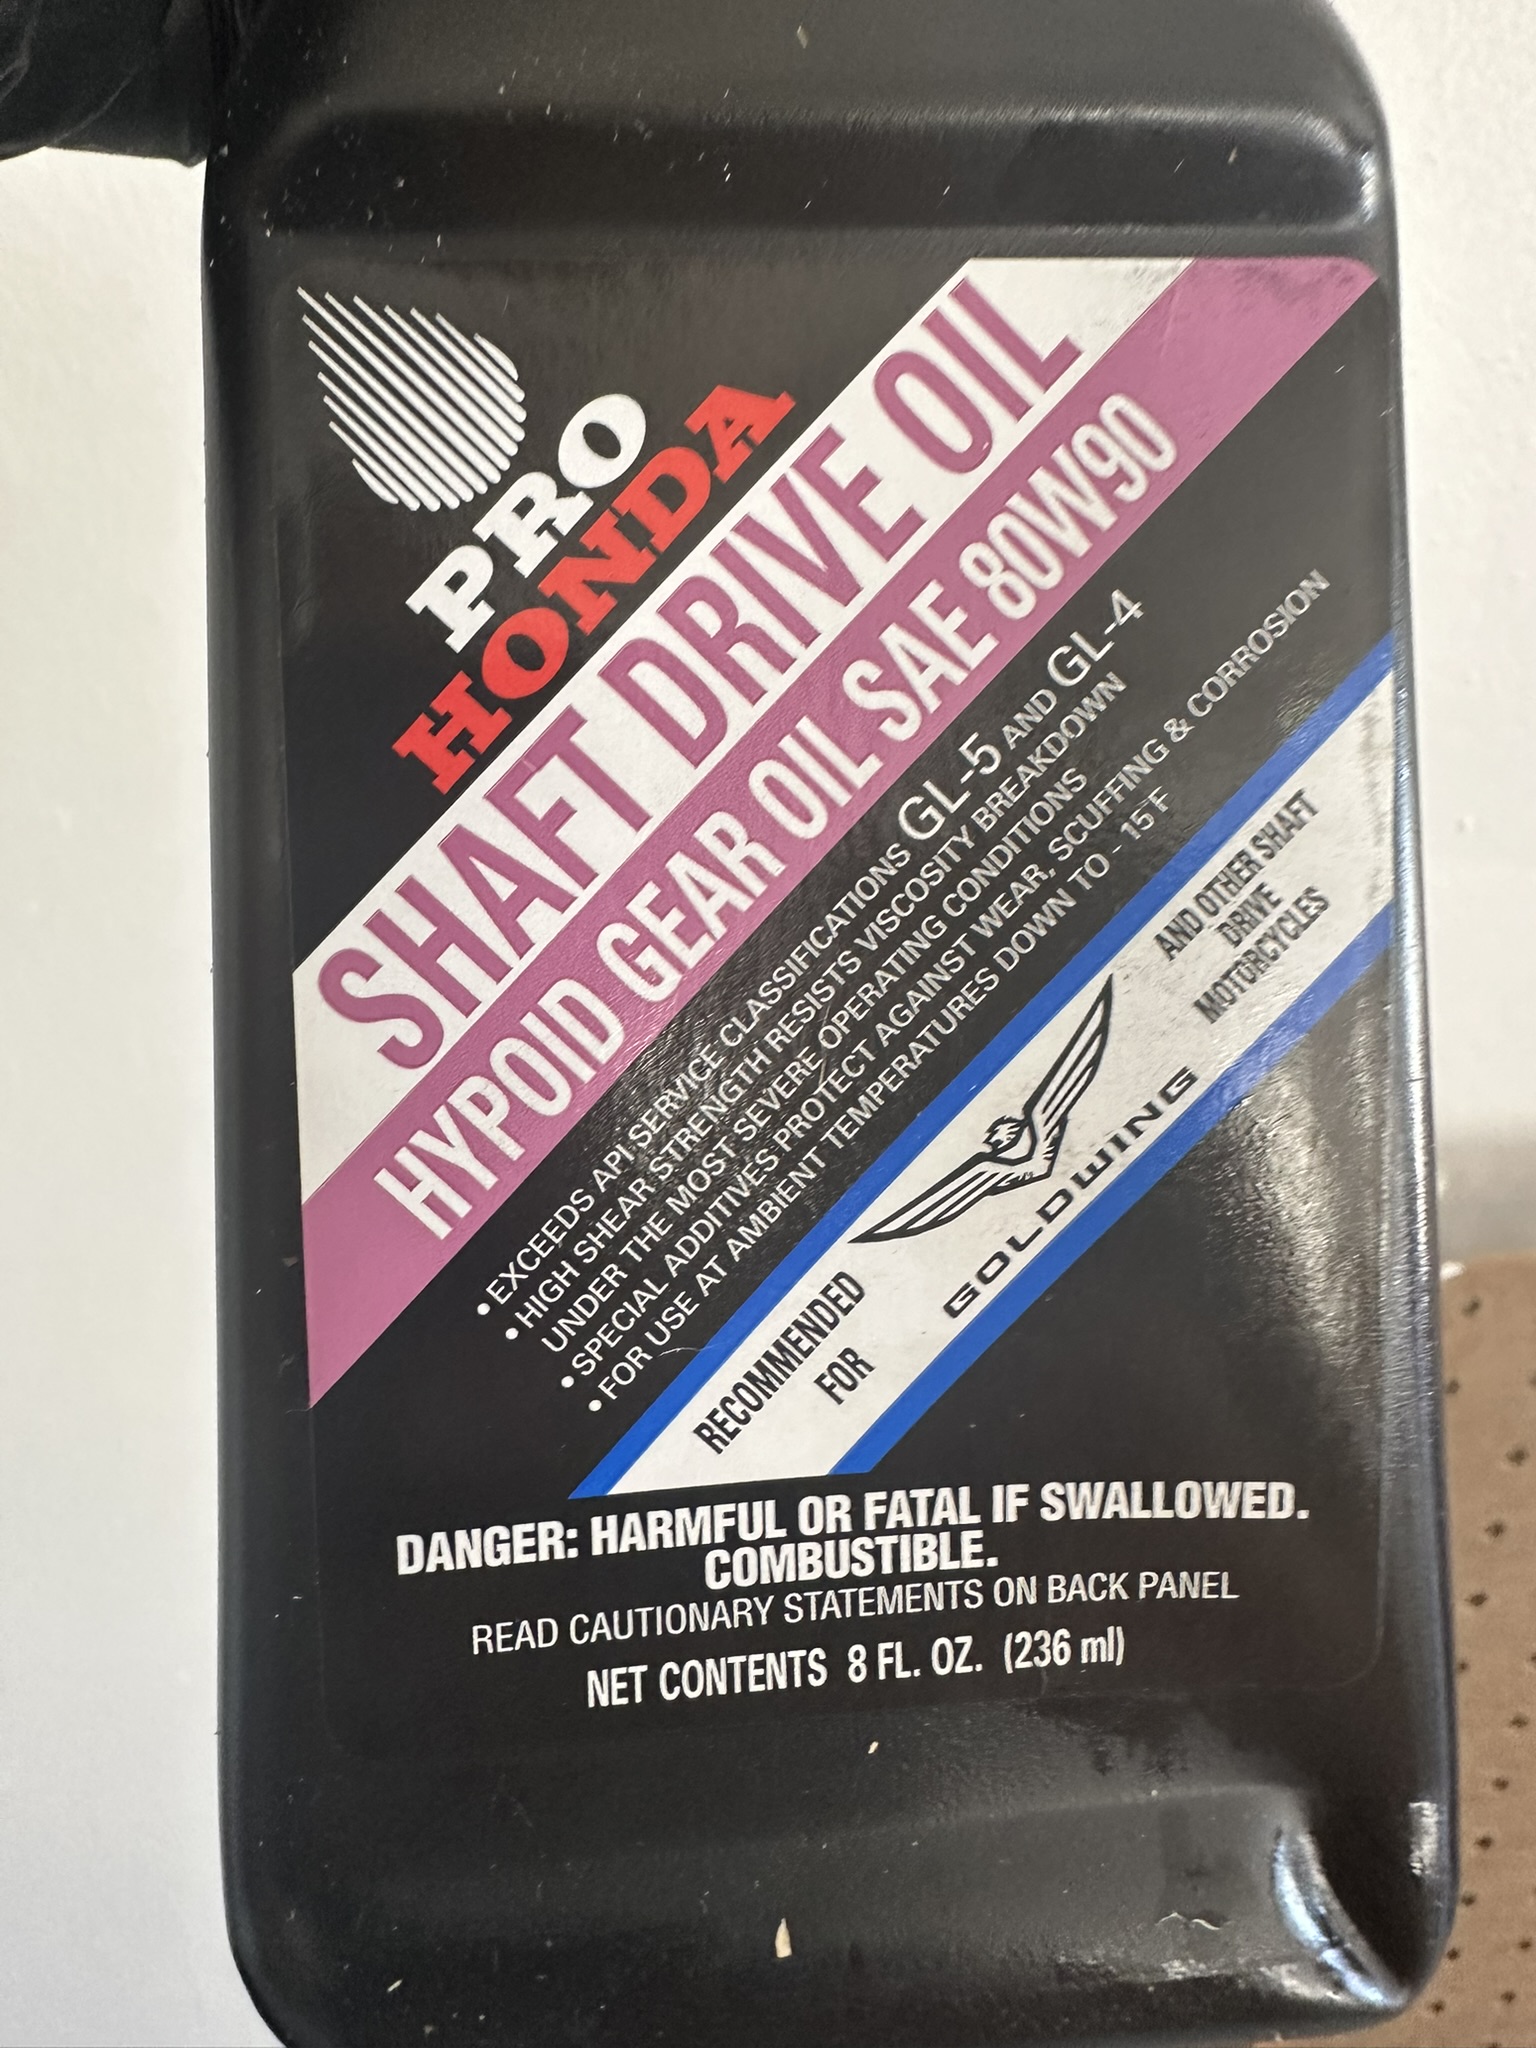 PRO
HONDA
SHAFT DRIVE OIL
HYPOID GEAR OIL SAE 80W90
• EXCEEDS API SERVICE CLASSIFICATIONS GL-5 AND GL-4
• HIGH SHEAR STRENGTH RESISTS VISCOSITY BREAKDOWN
UNDER THE MOST SEVERE OPERATING CONDITIONS
• SPECIAL ADDITIVES PROTECT AGAINST WEAR, SCUFFING & CORROSION
• FOR USE AT AMBIENT TEMPERATURES DOWN TO - 15°F
RECOMMENDED
FOR
GOLDWING
AND OTHER SHAFT
DRIVE
MOTORCYCLES
DANGER: HARMFUL OR FATAL IF SWALLOWED.
COMBUSTIBLE.
READ CAUTIONARY STATEMENTS ON BACK PANEL
NET CONTENTS 8 FL. OZ. (236 ml)